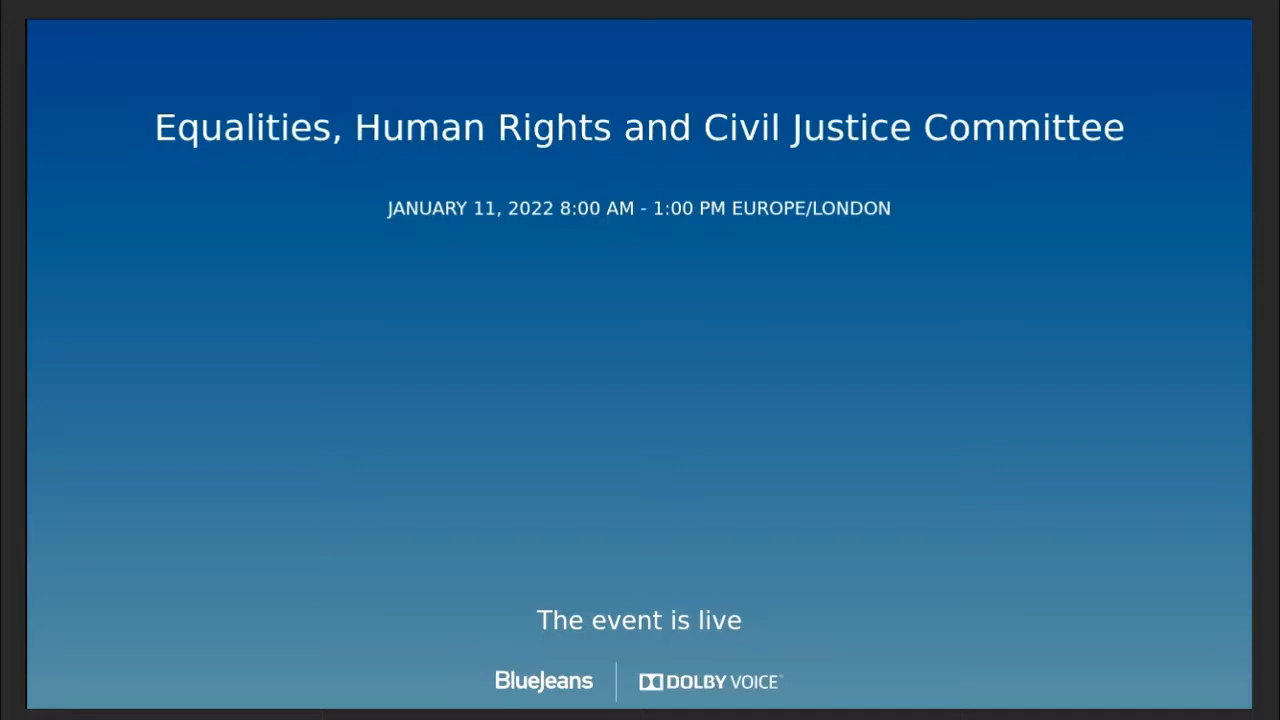 Equalities, Human Rights and Civil Justice Committee
JANUARY 11, 2022 8:00 AM - 1:00 PM EUROPE/LONDON
The event is live
BlueJeans
DOLBY VOICE